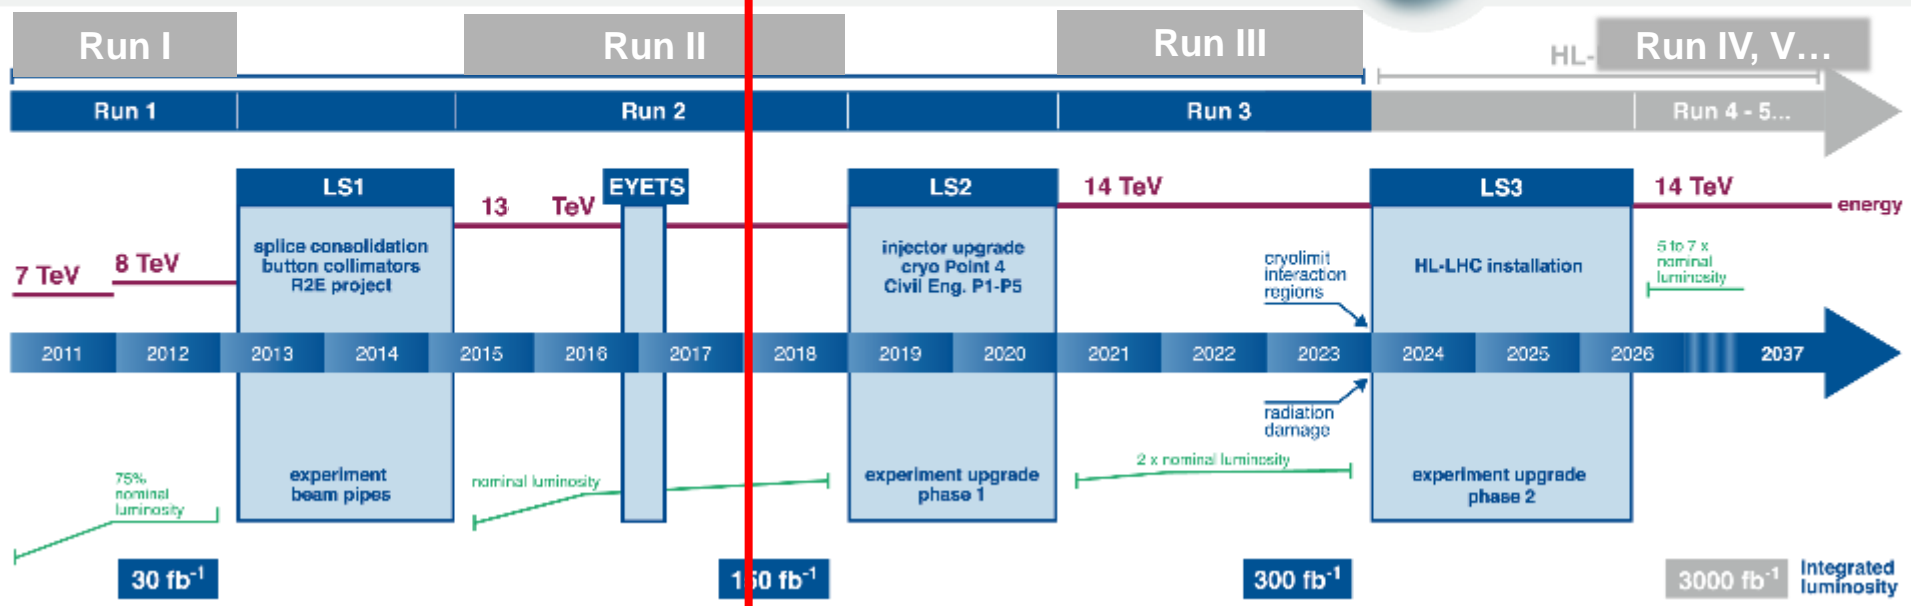 Run I
Run II
Run III
HL-
Run IV, V...
Run 1
Run 2
Run 3
Run 4 - 5...
LS1
EYETS
LS2
14 TeV
LS3
14 TeV
energy
13 TeV
7 TeV
8 TeV
splice consolidation
button collimators
R2E project
injector upgrade
cryo Point 4
Civil Eng. P1-P5
cryolimit
interaction
regions
HL-LHC installation
5 to 7 x
nominal
luminosity
2011
2012
2013
2014
2015
2016
2017
2018
2019
2020
2021
2022
2023
2024
2025
2026
2037
radiation
damage
75%
nominal
luminosity
experiment
beam pipes
nominal luminosity
experiment upgrade
phase 1
2 x nominal luminosity
experiment upgrade
phase 2
30 fb⁻¹
150 fb⁻¹
300 fb⁻¹
3000 fb⁻¹
Integrated
luminosity